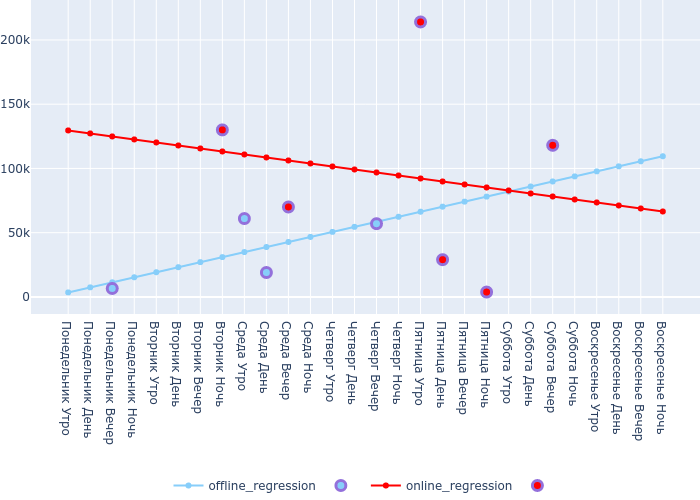 200k
150k
100k
50k
0
Понедельник Утро
Понедельник День
Понедельник Вечер
Понедельник Ночь
Вторник Утро
Вторник День
Вторник Вечер
Вторник Ночь
Среда Утро
Среда День
Среда Вечер
Среда Ночь
Четверг Утро
Четверг День
Четверг Вечер
Четверг Ночь
Пятница Утро
Пятница День
Пятница Вечер
Пятница Ночь
Суббота Утро
Суббота День
Суббота Вечер
Суббота Ночь
Воскресенье Утро
Воскресенье День
Воскресенье Вечер
Воскресенье Ночь
offline_regression
online_regression